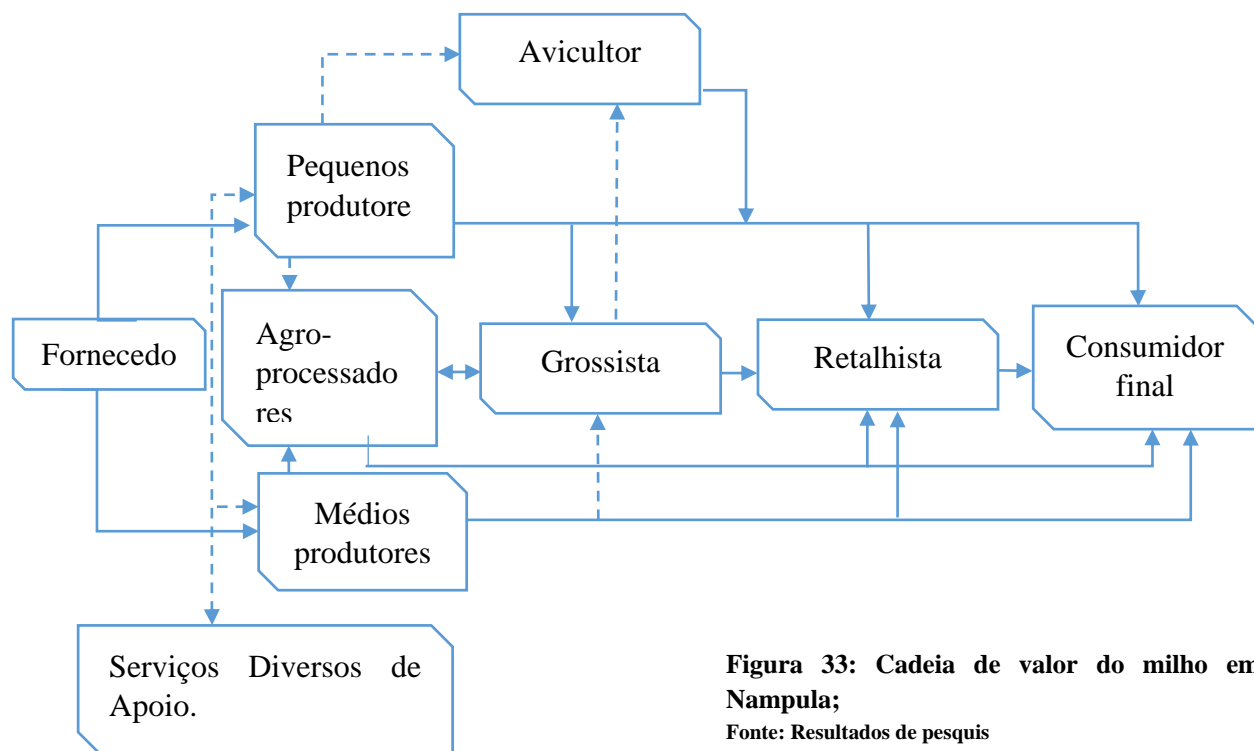 Avicultor
Pequenos
produtore
Fornecedo
Agro-
processado
res
Grossista
Retalhista
Consumidor
final
Médios
produtores
Serviços Diversos de
Apoio.
Figura 33: Cadeia de valor do milho em
Nampula;
Fonte: Resultados de pesquis